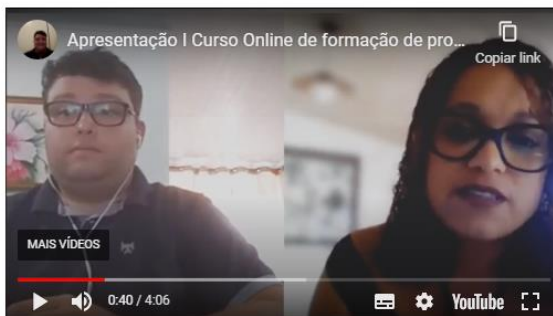 Apresentação I Curso Online de formação de pro...
Copiar link
MAIS VÍDEOS
0:40 / 4:06
YouTube